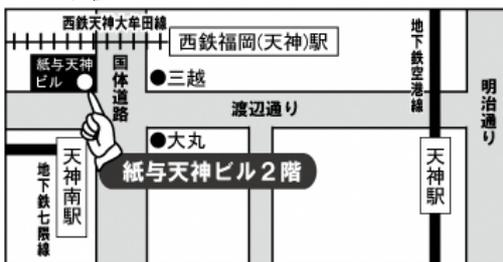 西鉄天神大牟田線
西鉄福岡(天神)駅
紙与天神
ビル
国体道路
●三越
地下鉄空港線
明治通り
渡辺通り
●大丸
天神南駅
紙与天神ビル2階
天神駅
地下鉄七隈線